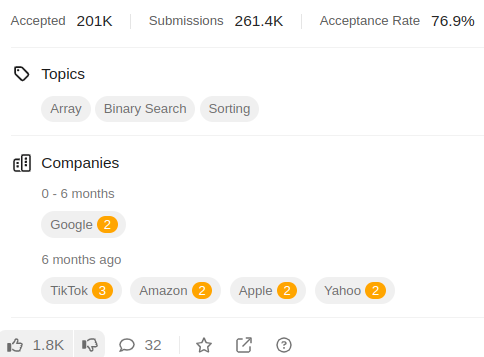 Accepted 201K Submissions 261.4K Acceptance Rate 76.9%
Topics
Array Binary Search Sorting
Companies
0 - 6 months
Google 2
6 months ago
TikTok 3 Amazon 2 Apple 2 Yahoo 2
1.8K 32